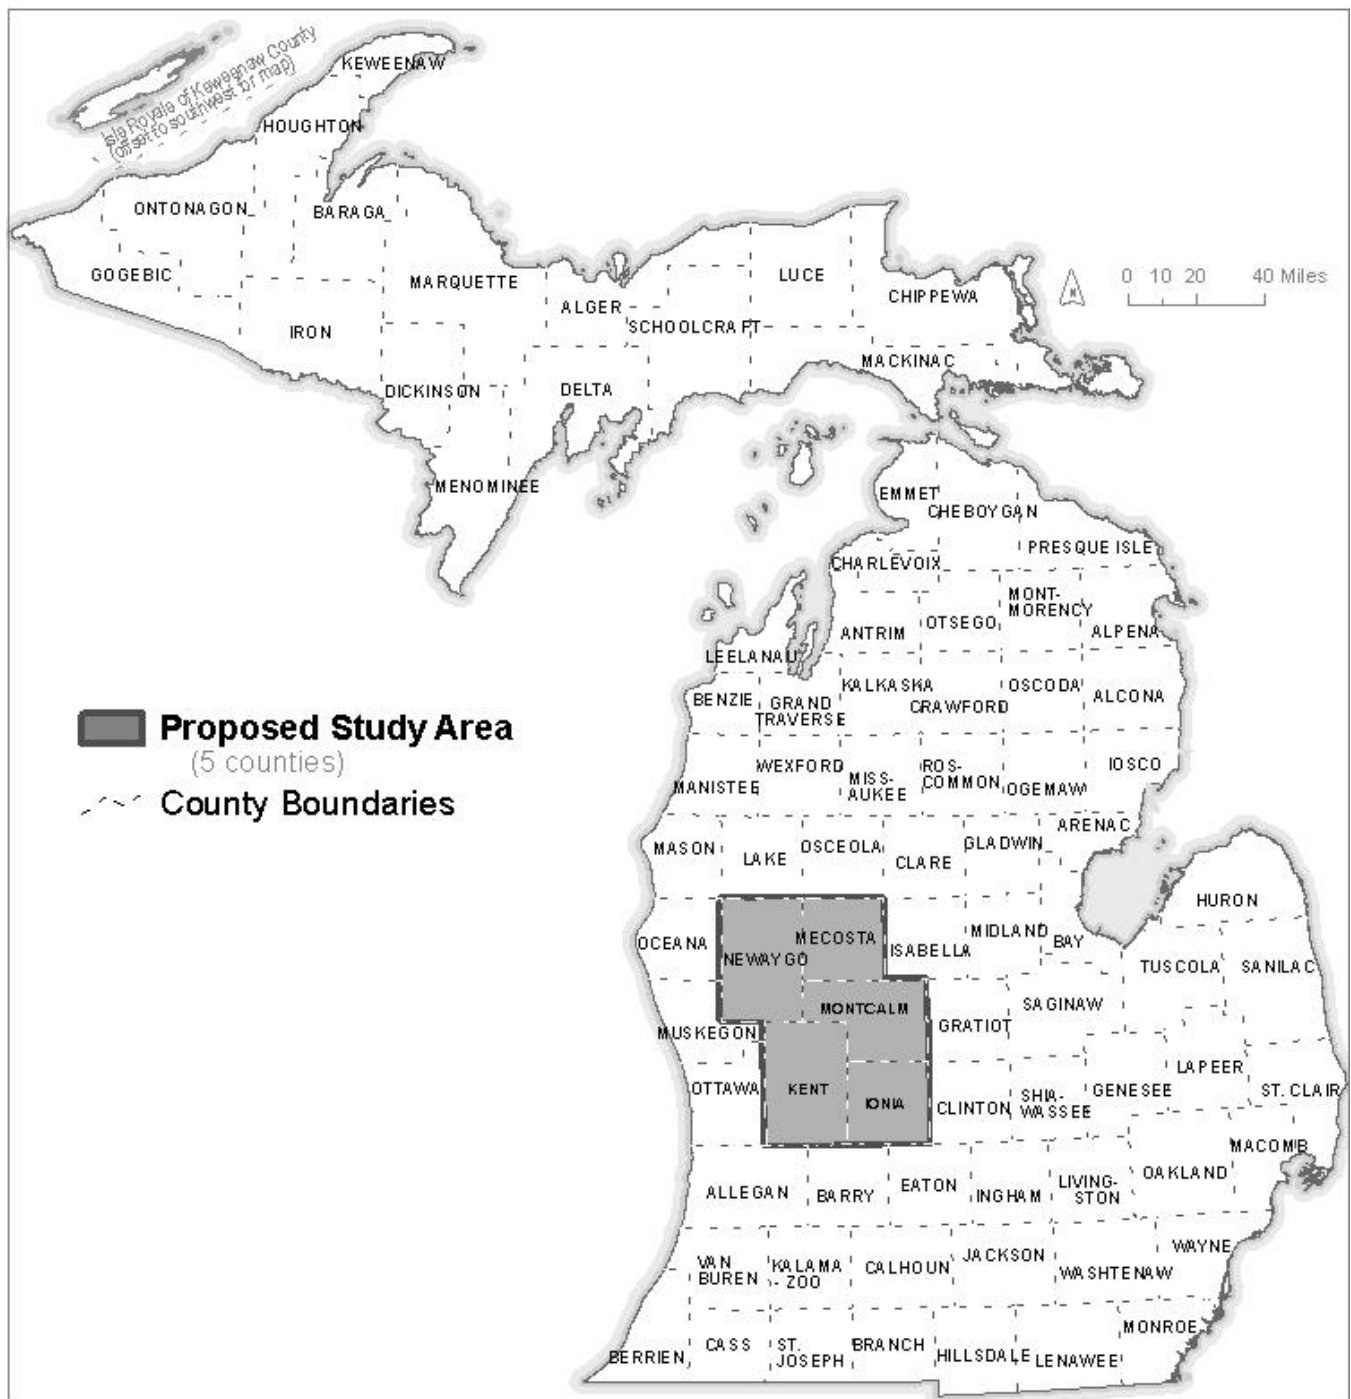 KEWEENAW
Isle Royale of Keweenaw County
(offset to southwest for map)
HOUGHTON
ONTONAGON
BARAGA
GOGEBIC
MARQUETTE
LUCE
CHIPPEWA
0 10 20 40 Miles
N
ALGER
IRON
SCHOOLCRAFT
MACKINAC
DICKINSON
DELTA
MENOMINEE
EMMET
CHEBOYGAN
PRESQUE ISLE
CHARLEVOIX
MONT-
MORENCY
ANTRIM
OTSEGO
ALPENA
LEELANAU
KALKASKA
OSCODA
BENZIE
GRAND
TRAVERSE
CRAWFORD
ALCONA
Proposed Study Area
(5 counties)
County Boundaries
WEXFORD
MISS-
AUKEE
ROS-
COMMON
IOSCO
MANISTEE
OGEMAW
ARENAC
MASON
LAKE
OSCEOLA
CLARE
GLADWIN
HURON
OCEANA
NEWAYGO
MECOSTA
ISABELLA
MIDLAND
BAY
TUSCOLA
SANILAC
MONTCALM
SAGINAW
MUSKEGON
GRATIOT
LAPEER
OTTAWA
KENT
IONIA
CLINTON
SHIA-
WASSEE
GENESEE
ST. CLAIR
MACOMB
ALLEGAN
BARRY
EATON
INGHAM
LIVING-
STON
OAKLAND
VAN
BUREN
KALAMA
- ZOO
CALHOUN
JACKSON
WASHTENAW
WAYNE
BERRIEN
CASS
ST.
JOSEPH
BRANCH
HILLSDALE
LENAWEE
MONROE